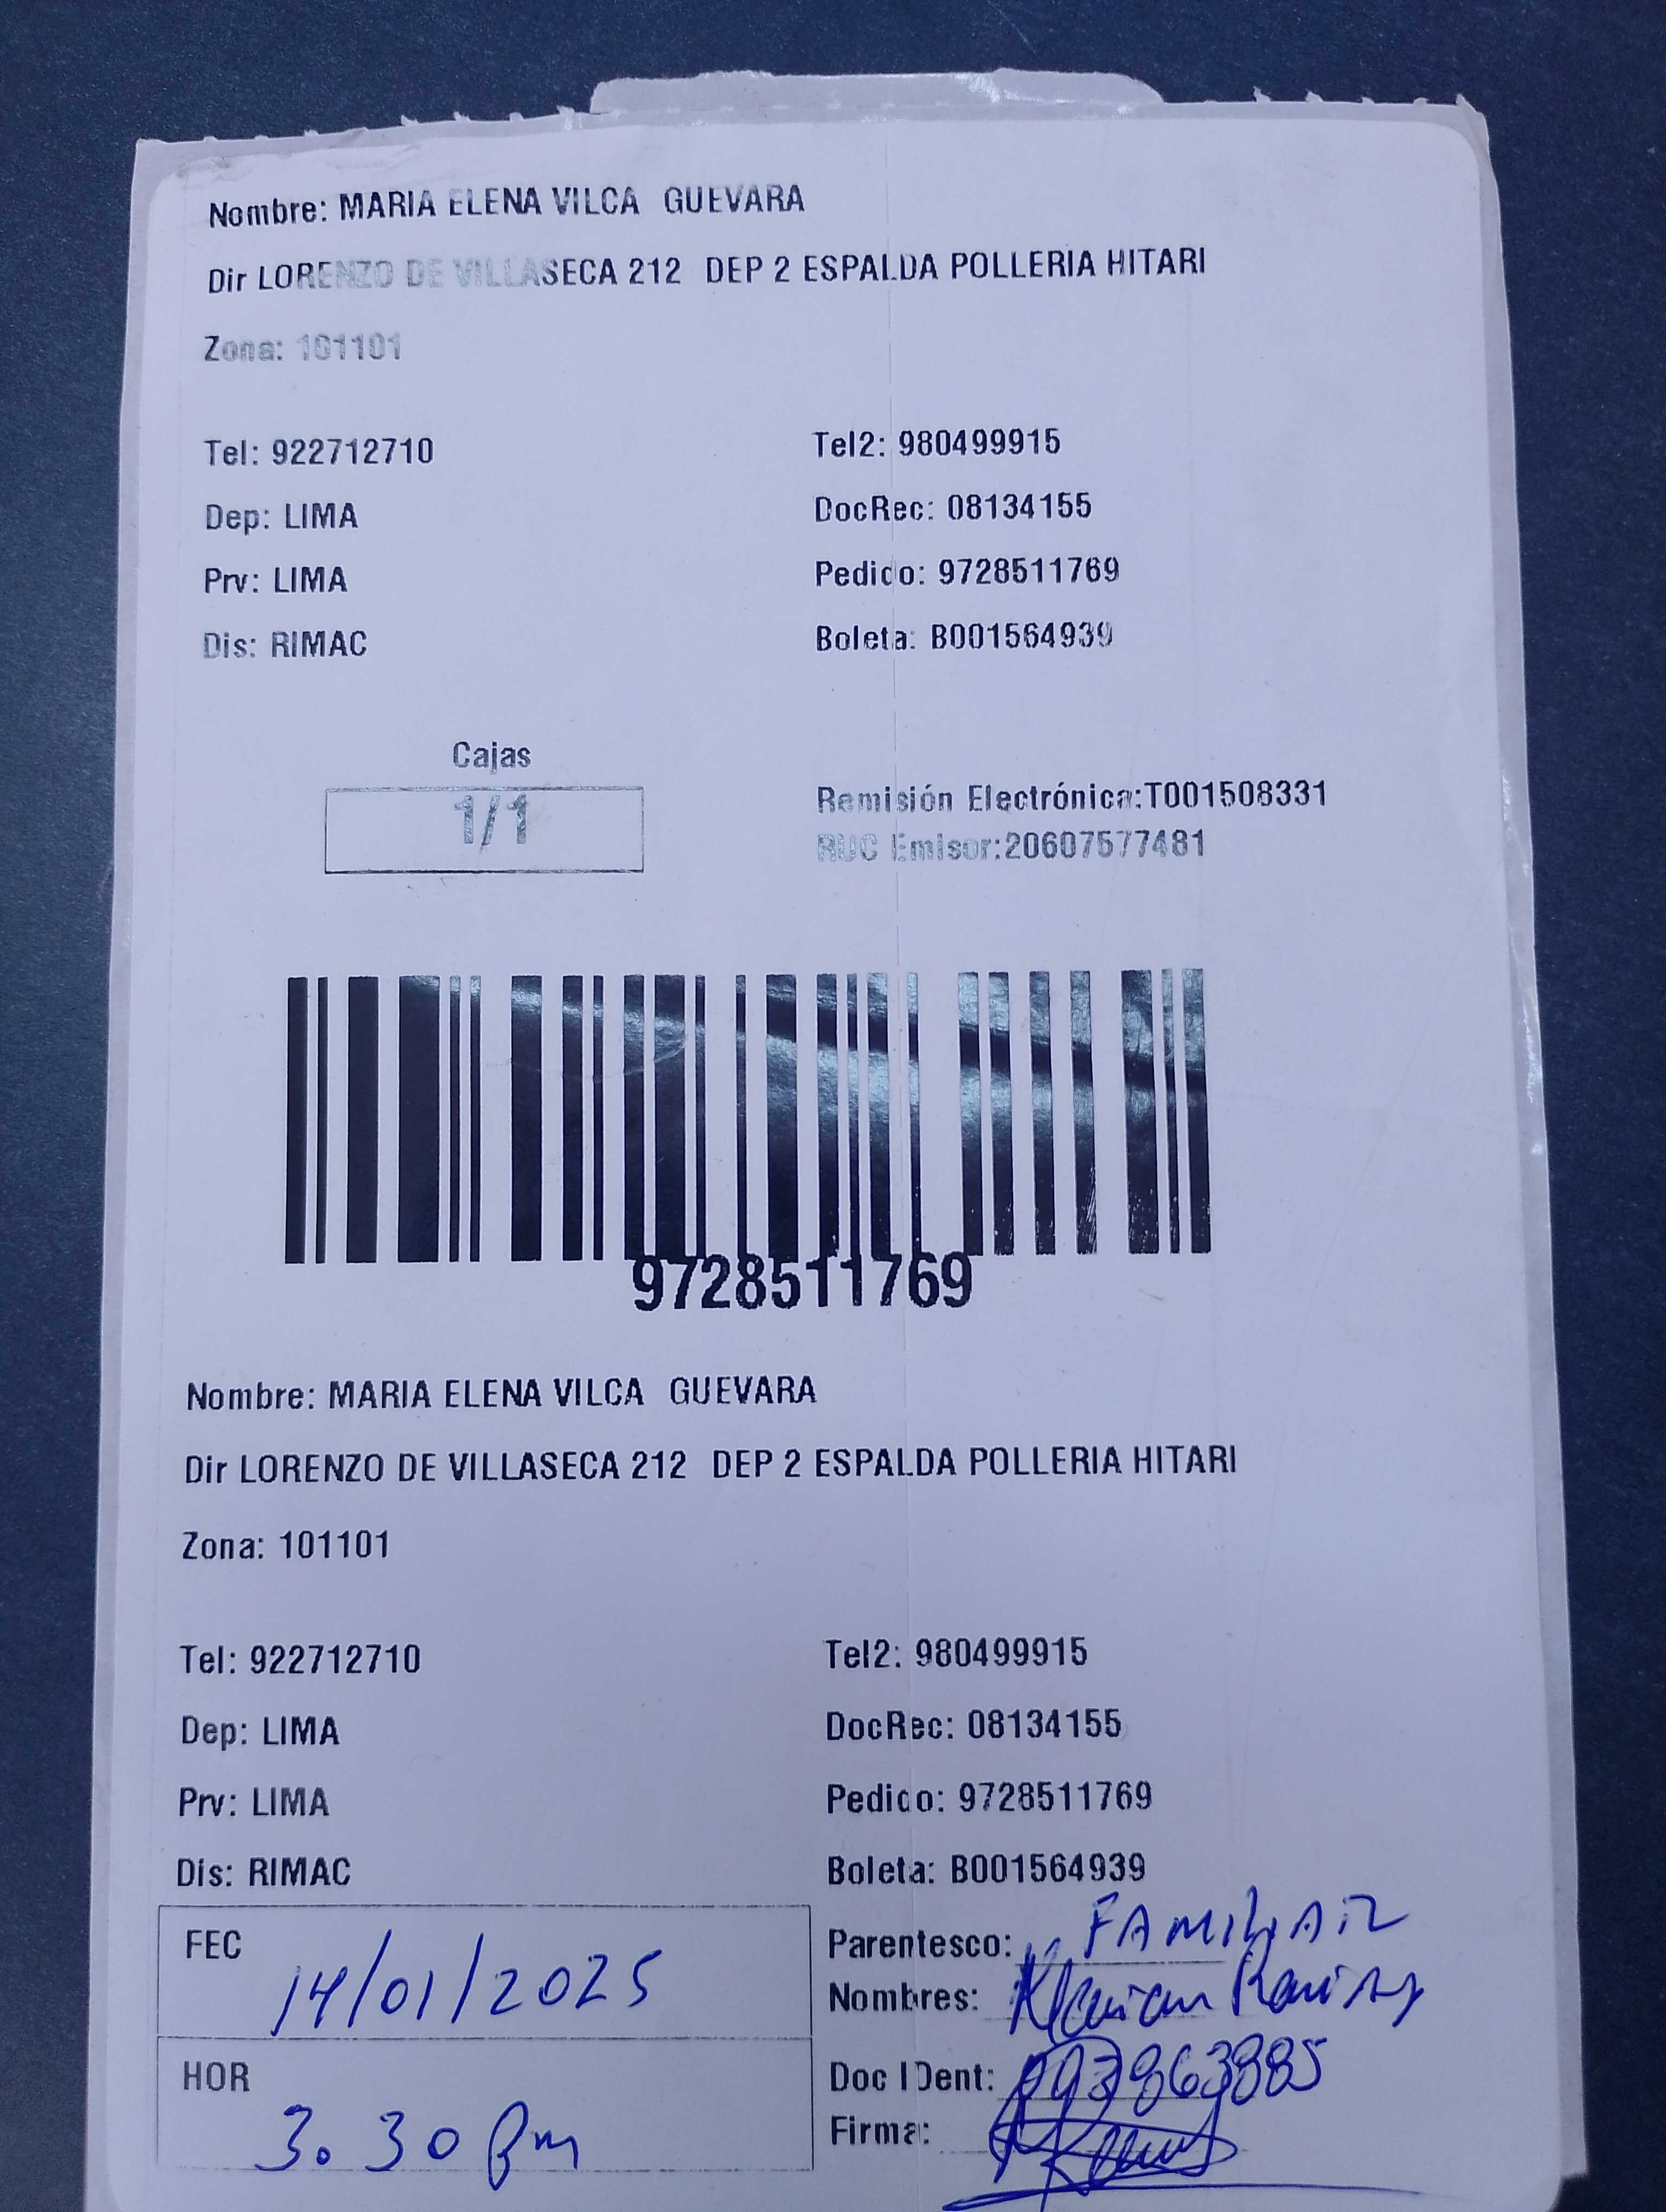 Nombre: MARIA ELENA VILCA GUEVARA
Dir LORENZO DE VILLASECA 212 DEP 2 ESPALDA POLLERIA HITARI
Zona: 101101
Tel: 922712710 Tel2: 980499915
Dep: LIMA DocRec: 08134155
Prv: LIMA Pedido: 9728511769
Dis: RIMAC Boleta: B001564939
Cajas
1/1
Remisión Electrónica:T001508331
RUC Emisor:20607577481
9728511769
Nombre: MARIA ELENA VILCA GUEVARA
Dir LORENZO DE VILLASECA 212 DEP 2 ESPALDA POLLERIA HITARI
Zona: 101101
Tel: 922712710 Tel2: 980499915
Dep: LIMA DocRec: 08134155
Prv: LIMA Pedido: 9728511769
Dis: RIMAC Boleta: B001564939
FEC 14/01/2025
Parentesco: FAMILIAR
Nombres:
HOR 3.30 pm
Doc IDent:
Firma: